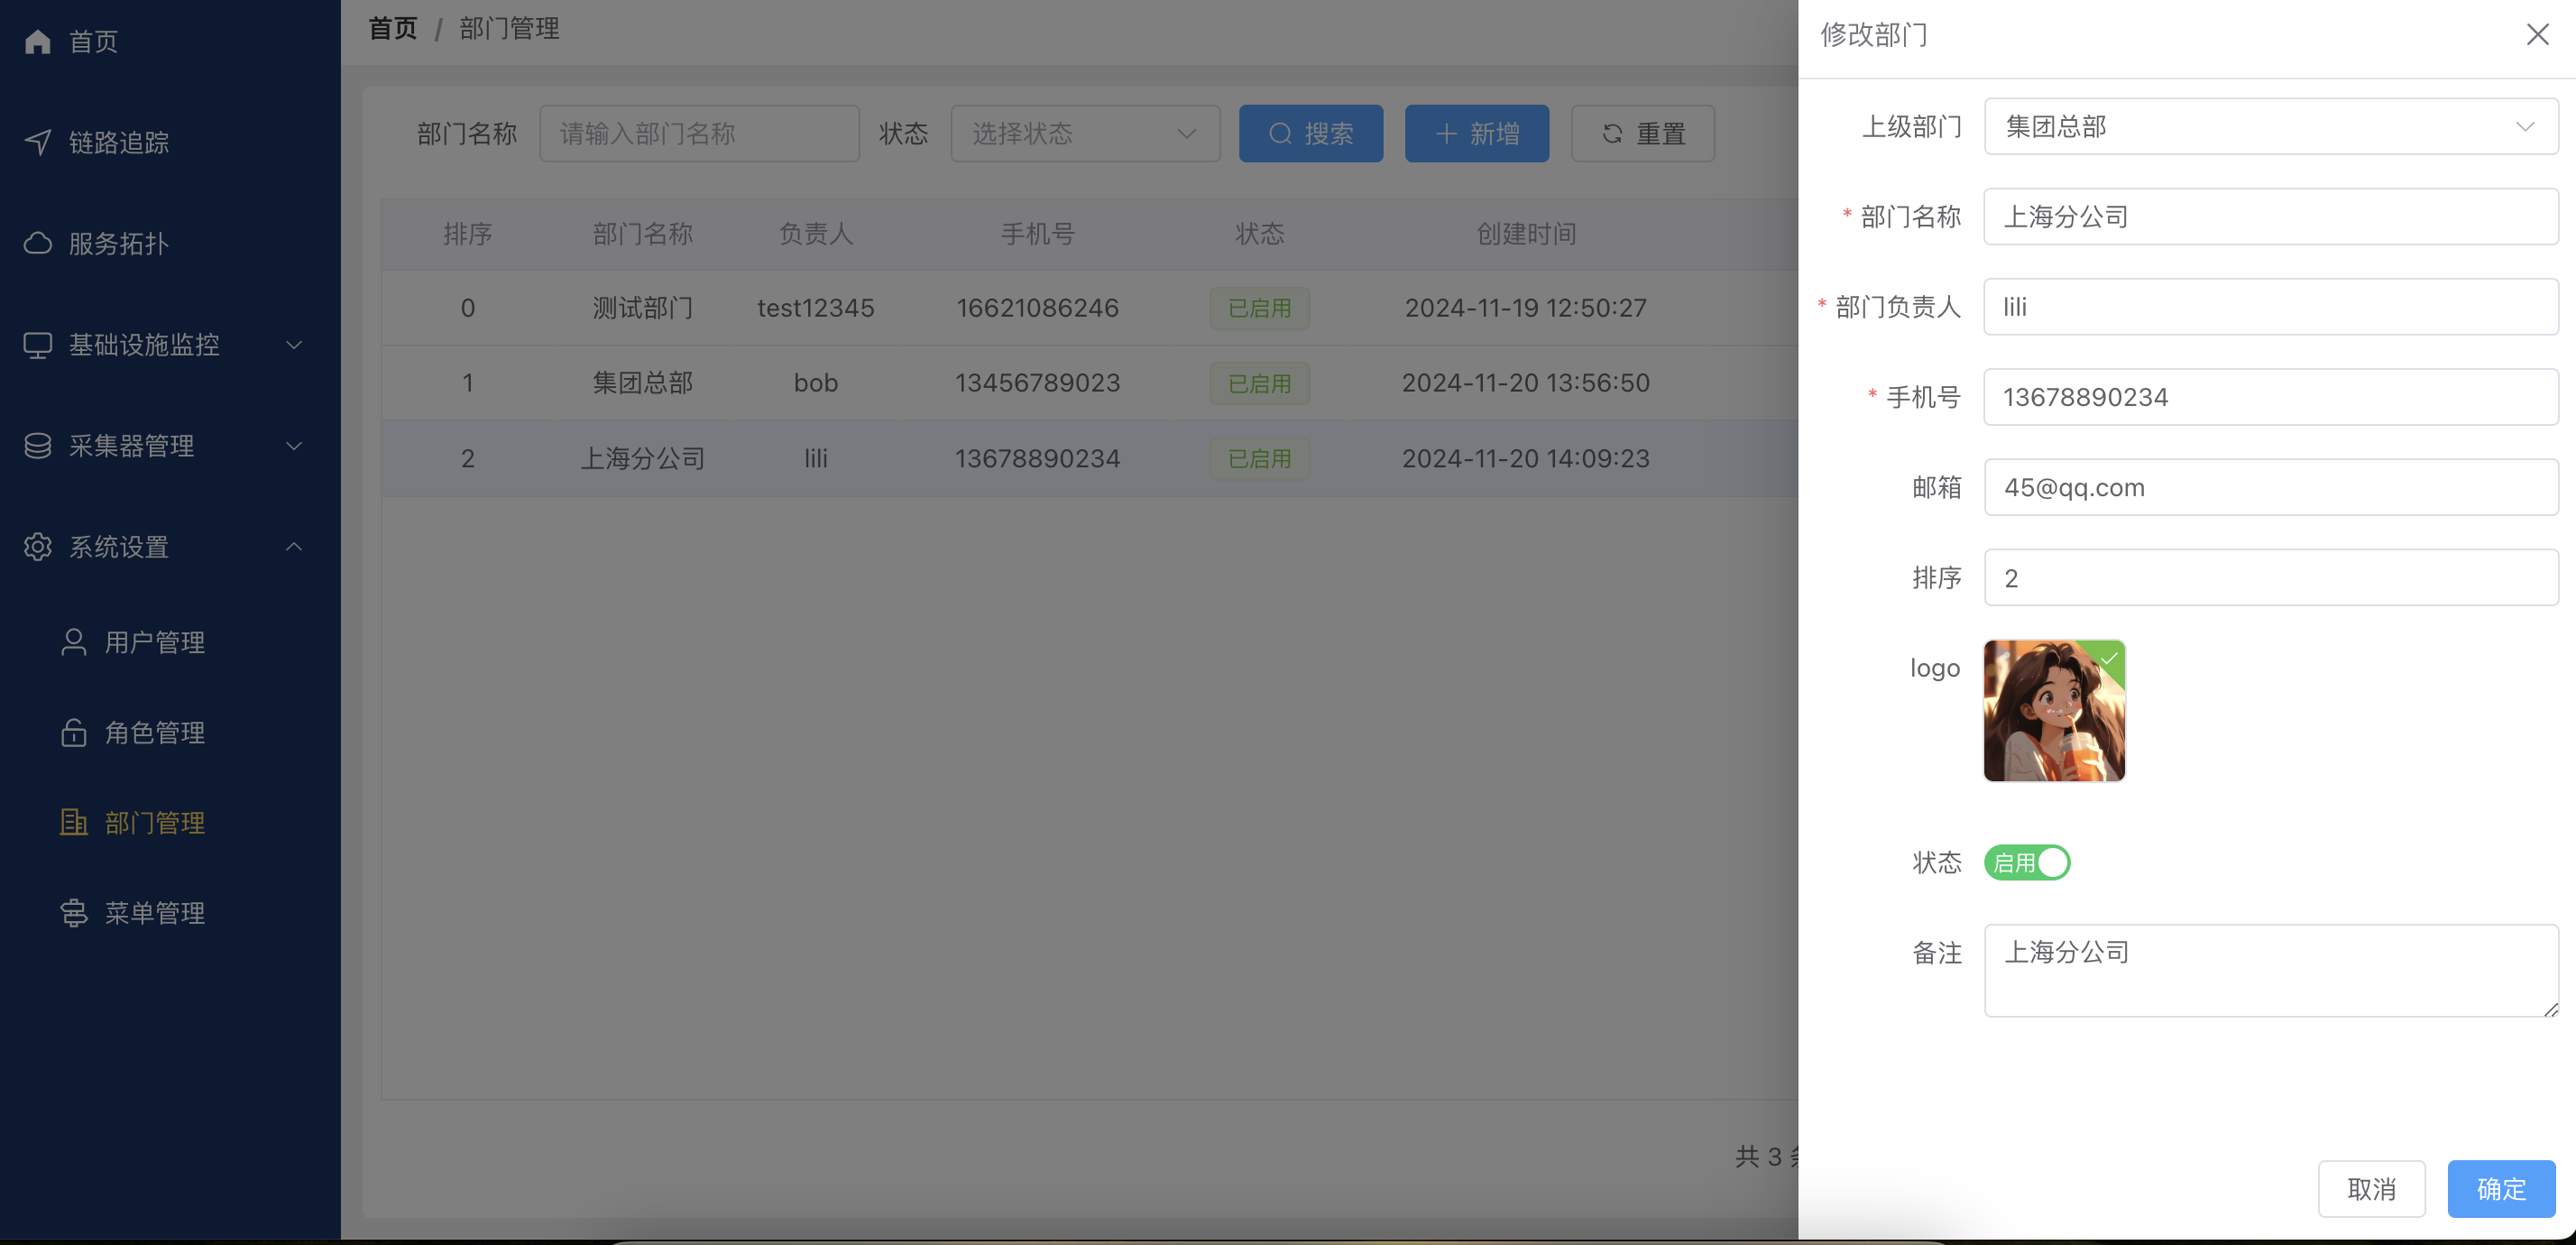 首页
链路追踪
服务拓扑
基础设施监控
采集器管理
系统设置
用户管理
角色管理
部门管理
菜单管理
首页 / 部门管理
部门名称 请输入部门名称 状态 选择状态 搜索 新增 重置
排序 部门名称 负责人 手机号 状态 创建时间
0 测试部门 test12345 16621086246 已启用 2024-11-19 12:50:27
1 集团总部 bob 13456789023 已启用 2024-11-20 13:56:50
2 上海分公司 lili 13678890234 已启用 2024-11-20 14:09:23
共 3
修改部门
上级部门 集团总部
* 部门名称 上海分公司
* 部门负责人 lili
* 手机号 13678890234
邮箱 45@qq.com
排序 2
logo
状态 启用
备注 上海分公司
取消 确定